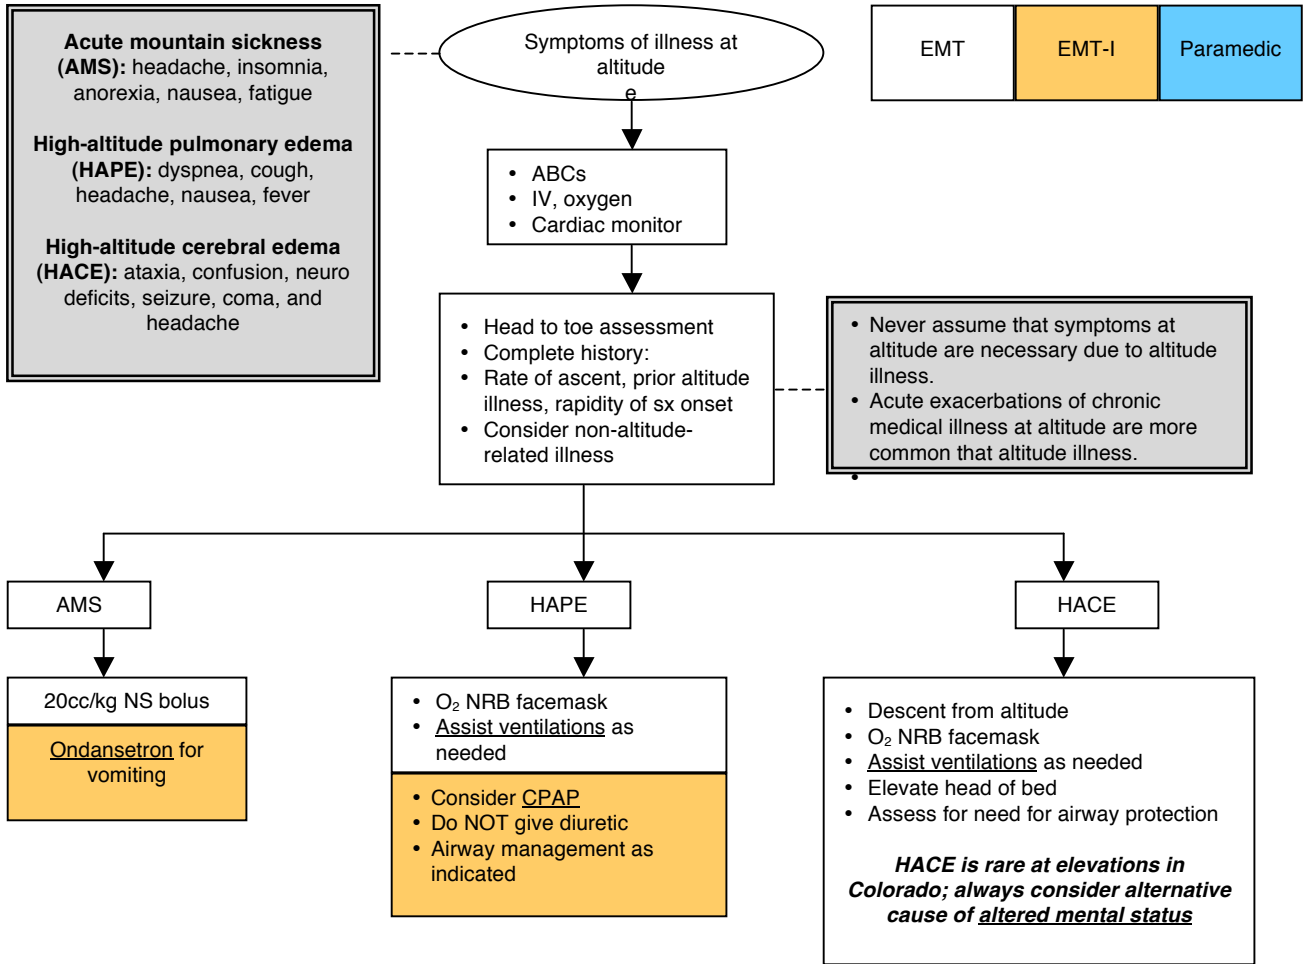 Acute mountain sickness
(AMS): headache, insomnia,
anorexia, nausea, fatigue
High-altitude pulmonary edema
(HAPE): dyspnea, cough,
headache, nausea, fever
High-altitude cerebral edema
(HACE): ataxia, confusion, neuro
deficits, seizure, coma, and
headache
Symptoms of illness at
altitude
e
EMT
EMT-I
Paramedic
• ABCs
• IV, oxygen
• Cardiac monitor
• Head to toe assessment
• Complete history:
• Rate of ascent, prior altitude
illness, rapidity of sx onset
• Consider non-altitude-
related illness
• Never assume that symptoms at
altitude are necessary due to altitude
illness.
• Acute exacerbations of chronic
medical illness at altitude are more
common that altitude illness.
•
AMS
20cc/kg NS bolus
Ondansetron for
vomiting
HAPE
• O₂ NRB facemask
• Assist ventilations as
needed
• Consider CPAP
• Do NOT give diuretic
• Airway management as
indicated
HACE
• Descent from altitude
• O₂ NRB facemask
• Assist ventilations as needed
• Elevate head of bed
• Assess for need for airway protection
HACE is rare at elevations in
Colorado; always consider alternative
cause of altered mental status